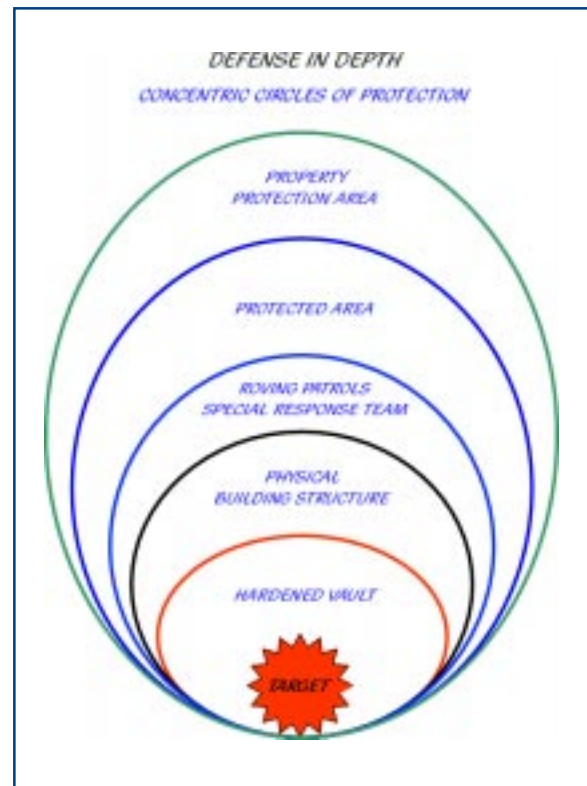 DEFENSE IN DEPTH
CONCENTRIC CIRCLES OF PROTECTION
PROPERTY
PROTECTION AREA
PROTECTED AREA
ROVING PATROLS
SPECIAL RESPONSE TEAM
PHYSICAL
BUILDING STRUCTURE
HARDENED VAULT
TARGET